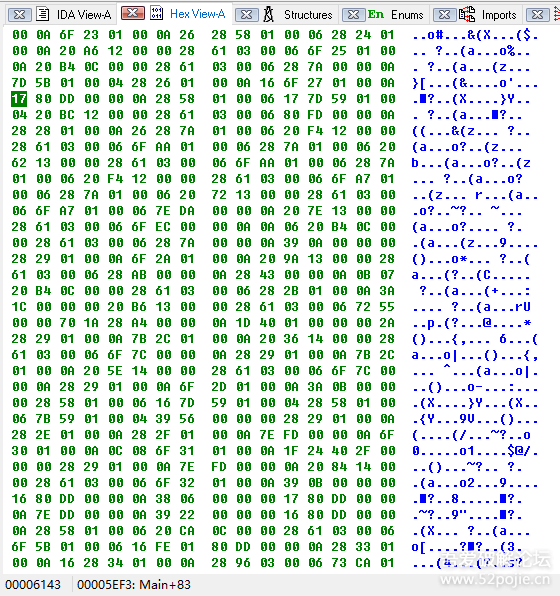 IDA View-A Hex View-A Structures En Enums Imports
00 0A 6F 23 01 00 0A 26 28 58 01 00 06 28 24 01 ..o#...&(X...($.
00 0A 20 A6 12 00 00 28 61 03 00 06 6F 25 01 00 .. ?..(a...o%..
0A 20 B4 0C 00 00 28 61 03 00 06 28 7A 00 00 0A . ?..(a...(z...
7D 5B 01 00 04 28 26 01 00 0A 16 6F 27 01 00 0A }[...(&....o'...
17 80 DD 00 00 0A 28 58 01 00 06 17 7D 59 01 00
04 20 BC 12 00 00 28 61 03 00 06 80 FD 00 00 0A
28 28 01 00 0A 26 28 7A 01 00 06 20 F4 12 00 00 ((...&(z... ?..
28 61 03 00 06 6F AA 01 00 06 28 7A 01 00 06 20 (a...o?...(z...
62 13 00 00 28 61 03 00 06 6F AA 01 00 06 28 7A b...(a...o?...(z
01 00 06 20 F4 12 00 00 28 61 03 00 06 6F A7 01 ... ?..(a...o?
00 06 28 7A 01 00 06 20 72 13 00 00 28 61 03 00 ..(z... r...(a..
06 6F A7 01 00 06 7E DA 00 00 0A 20 7E 13 00 00 .o?..~?.. ~...
28 61 03 00 06 6F EC 00 00 0A 0A 06 20 B4 0C 00 (a...o?.... ?.
00 28 61 03 00 06 28 7A 00 00 0A 39 0A 00 00 00 .(a...(z...9....
28 29 01 00 0A 6F 2A 01 00 0A 20 9A 13 00 00 28 ()...o*... ?..(
61 03 00 06 28 AB 00 00 0A 28 43 00 00 0A 0B 07 a...(?..(C.....
20 B4 0C 00 00 28 61 03 00 06 28 2B 01 00 0A 3A ?..(a...(+...:
1C 00 00 00 20 B6 13 00 00 28 61 03 00 06 72 55 .... ?..(a...rU
00 00 70 1A 28 A4 00 00 0A 1D 40 01 00 00 00 2A ..p.(?...@....*
28 29 01 00 0A 7B 2C 01 00 0A 20 36 14 00 00 28 ()...{,... 6...(
61 03 00 06 6F 7C 00 00 0A 28 29 01 00 0A 7B 2C a...o|...()...{,
01 00 0A 20 5E 14 00 00 28 61 03 00 06 6F 7C 00 ... ^...(a...o|.
00 0A 28 29 01 00 0A 6F 2D 01 00 0A 3A 0B 00 00 ..()...o-...:...
00 28 58 01 00 06 16 7D 59 01 00 04 28 58 01 00 .(X....}Y...(X..
06 7B 59 01 00 04 39 56 00 00 00 28 29 01 00 0A .{Y...9V...()...
28 2E 01 00 0A 28 2F 01 00 0A 7E FD 00 00 0A 6F (....(/...~?..o
30 01 00 0A 0C 08 6F 31 01 00 0A 1F 24 40 2F 00 0.....o1....$@/.
00 00 28 29 01 00 0A 7E FD 00 00 0A 20 84 14 00 ..()...~?.. ?.
00 28 61 03 00 06 6F 32 01 00 0A 39 0B 00 00 00 .(a...o2...9....
16 80 DD 00 00 0A 38 06 00 00 00 17 80 DD 00 00
0A 7E DD 00 00 0A 39 22 00 00 00 16 80 DD 00 00
0A 28 58 01 00 06 20 CA 0C 00 00 28 61 03 00 06 .(X... ?..(a...
6F 5B 01 00 06 16 FE 01 80 DD 00 00 0A 28 33 01
00 0A 16 28 34 01 00 0A 28 96 03 00 06 73 CA 01
00006143 00005EF3: Main+83
www.52pojie.cn